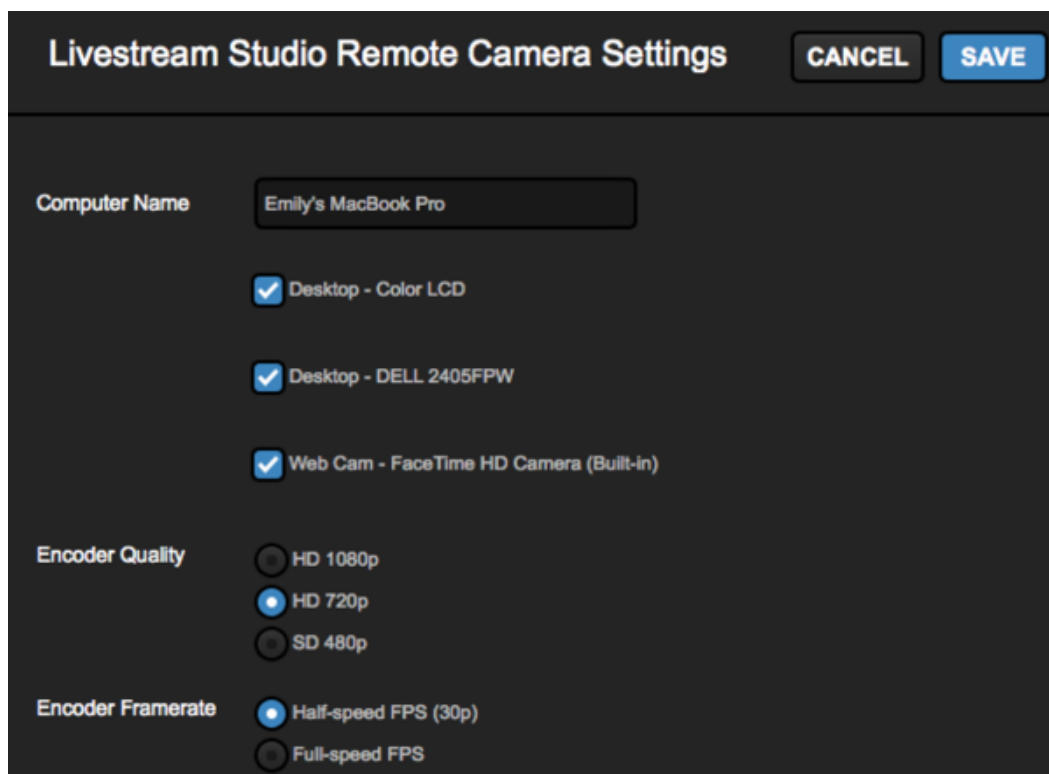 Livestream Studio Remote Camera Settings
CANCEL
SAVE
Computer Name
Emily's MacBook Pro
Desktop - Color LCD
Desktop - DELL 2405FPW
Web Cam - FaceTime HD Camera (Built-in)
Encoder Quality
HD 1080p
HD 720p
SD 480p
Encoder Framerate
Half-speed FPS (30p)
Full-speed FPS